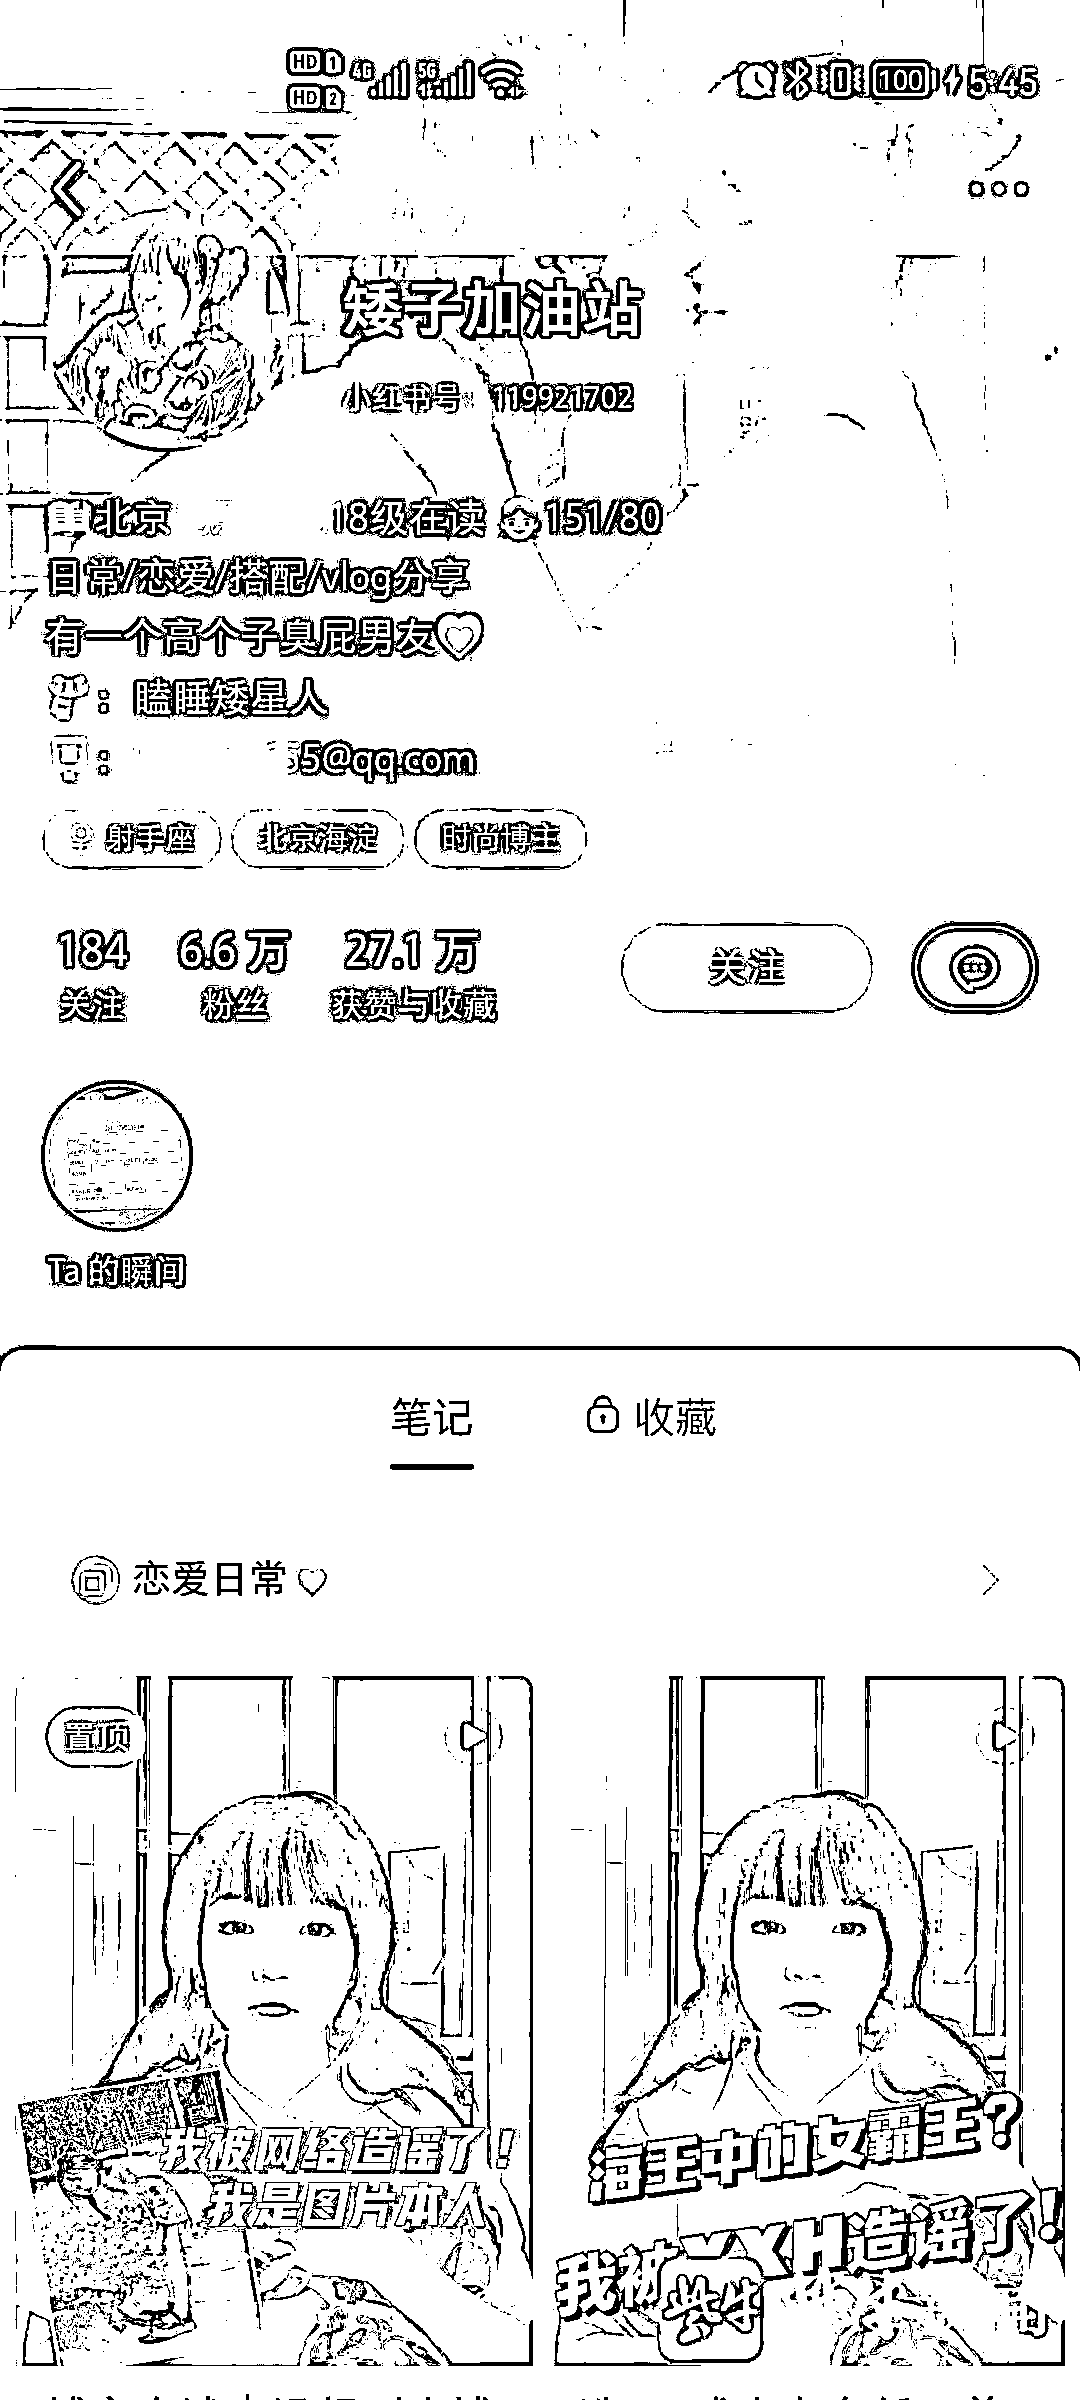 HD 1 4G 5G 100 5:45
HD 2
矮子加油站
小红书号 119921702
北京 18级在读 151/80
日常/恋爱/搭配/vlog分享
有一个高个子臭屁男友
： 瞌睡矮星人
： 5@qq.com
射手座 北京海淀 时尚博主
184 6.6万 27.1万
关注 粉丝 获赞与收藏
关注
Ta 的瞬间
笔记 收藏
恋爱日常♡
置顶
我被网络造谣了！
我是图片本人
海王中的女霸王？
我被YXH造谣了！
紫牛